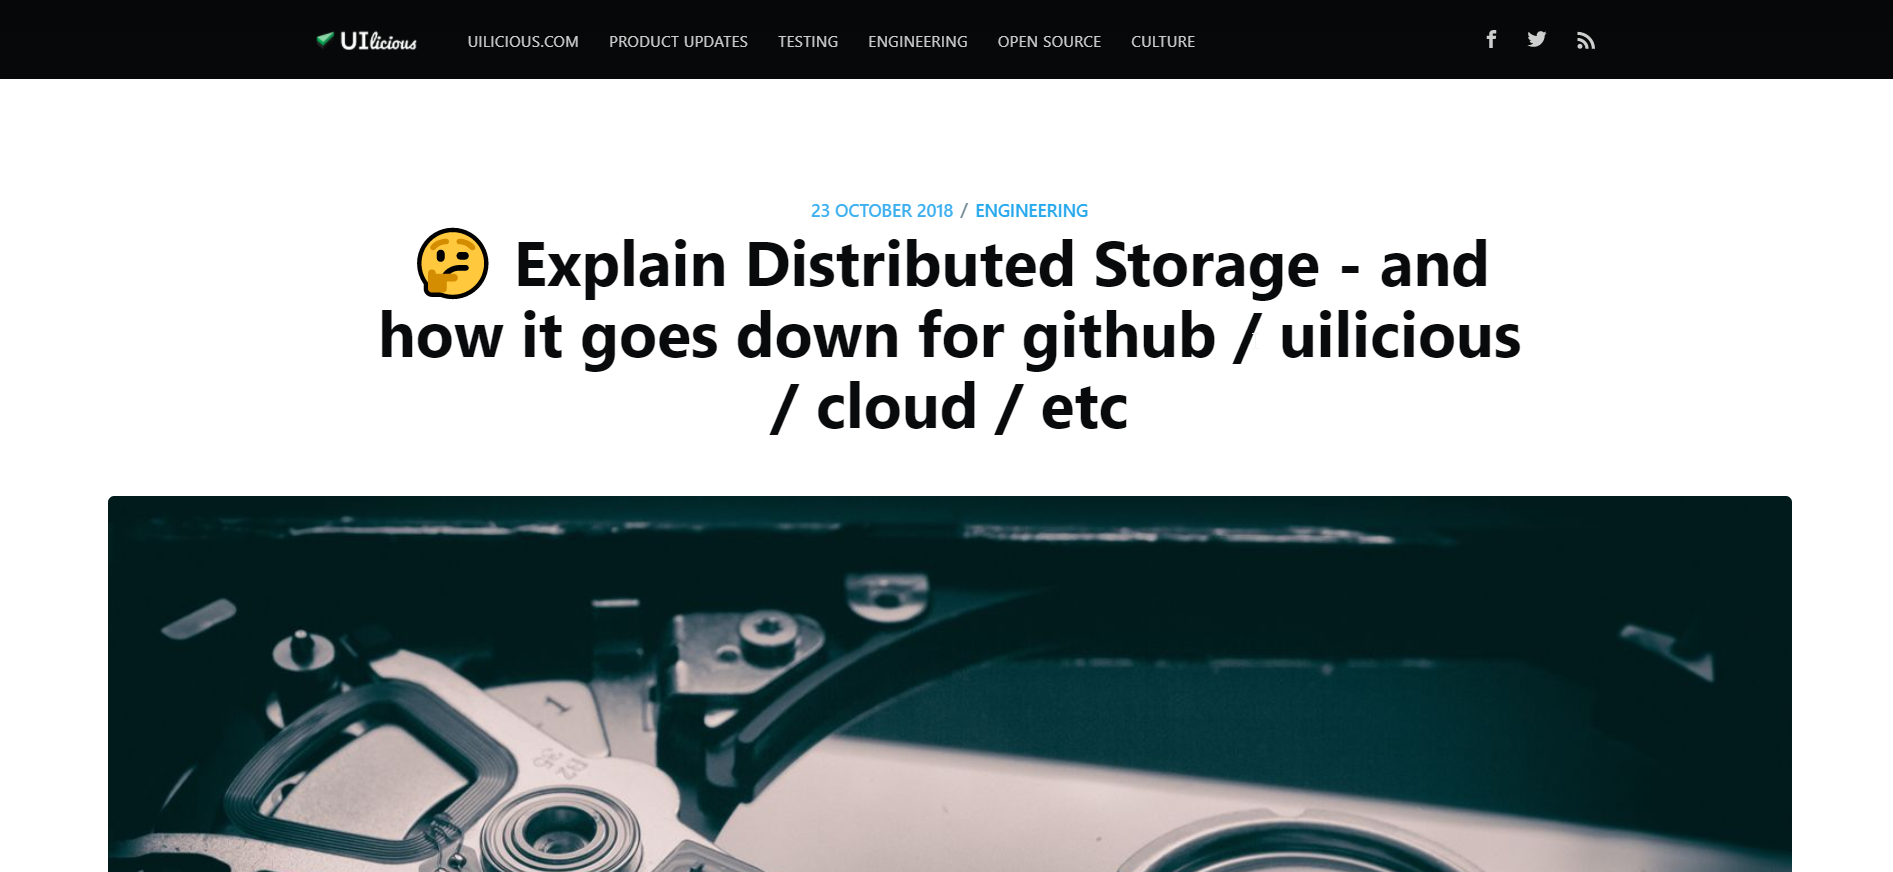 UIlicious
UILICIOUS.COM PRODUCT UPDATES TESTING ENGINEERING OPEN SOURCE CULTURE
23 OCTOBER 2018 / ENGINEERING
🤔 Explain Distributed Storage - and
how it goes down for github / uilicious
/ cloud / etc
1